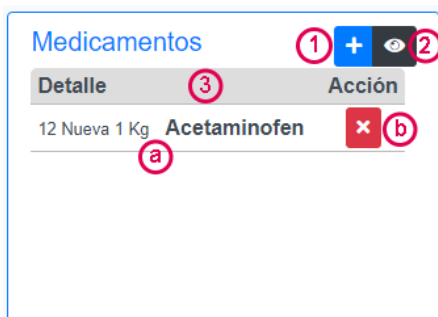 Medicamentos 1 + 2
Detalle 3 Acción
12 Nueva 1 Kg Acetaminofen × b
a